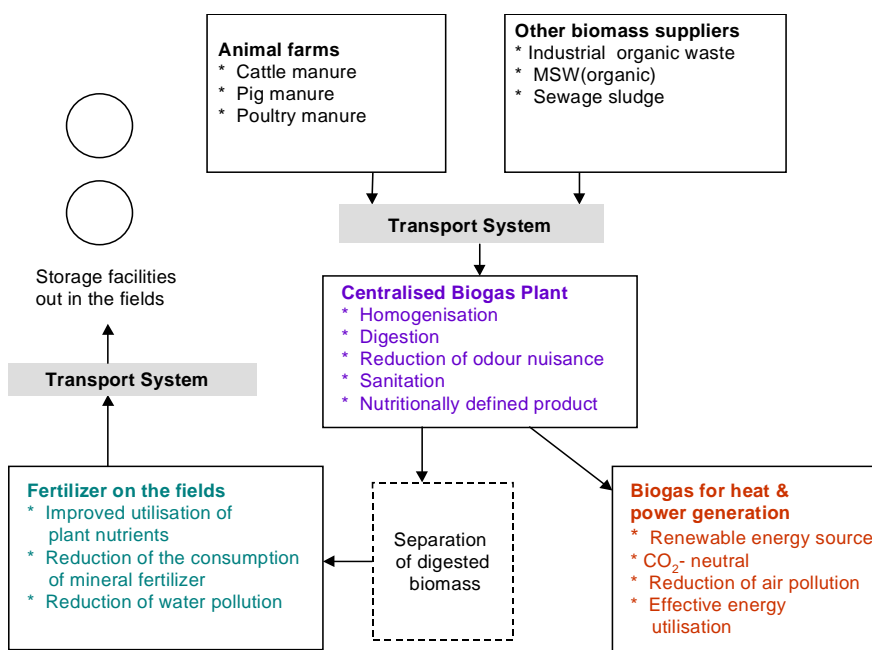 Animal farms
* Cattle manure
* Pig manure
* Poultry manure
Other biomass suppliers
* Industrial organic waste
* MSW(organic)
* Sewage sludge
Transport System
Storage facilities
out in the fields
Centralised Biogas Plant
* Homogenisation
* Digestion
* Reduction of odour nuisance
* Sanitation
* Nutritionally defined product
Transport System
Fertilizer on the fields
* Improved utilisation of
plant nutrients
* Reduction of the consumption
of mineral fertilizer
* Reduction of water pollution
Separation
of digested
biomass
Biogas for heat &
power generation
* Renewable energy source
* CO₂- neutral
* Reduction of air pollution
* Effective energy
utilisation